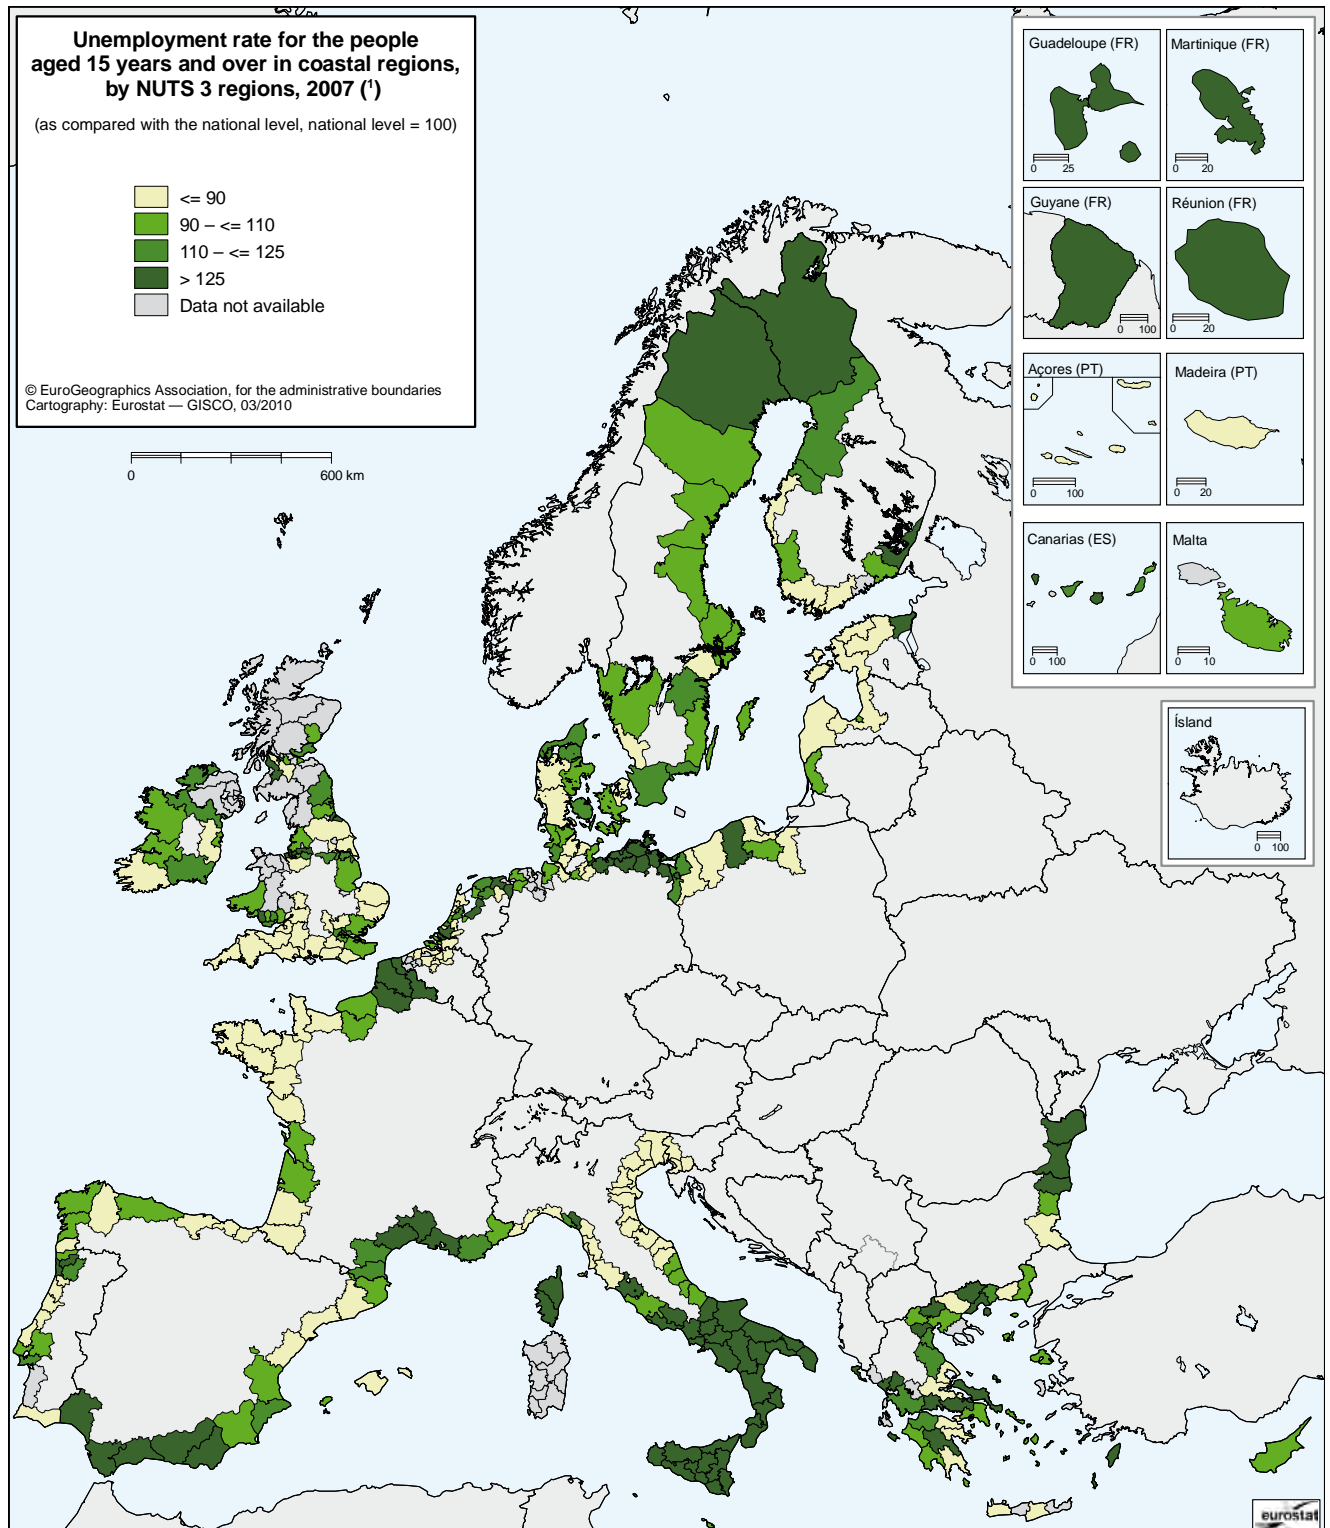 Unemployment rate for the people
aged 15 years and over in coastal regions,
by NUTS 3 regions, 2007 (¹)
(as compared with the national level, national level = 100)
<= 90
90 – <= 110
110 – <= 125
> 125
Data not available
© EuroGeographics Association, for the administrative boundaries
Cartography: Eurostat — GISCO, 03/2010
0 600 km
Guadeloupe (FR)
0 25
Martinique (FR)
0 20
Guyane (FR)
0 100
Réunion (FR)
0 20
Açores (PT)
0 100
Madeira (PT)
0 20
Canarias (ES)
0 100
Malta
0 10
Ísland
0 100
eurostat